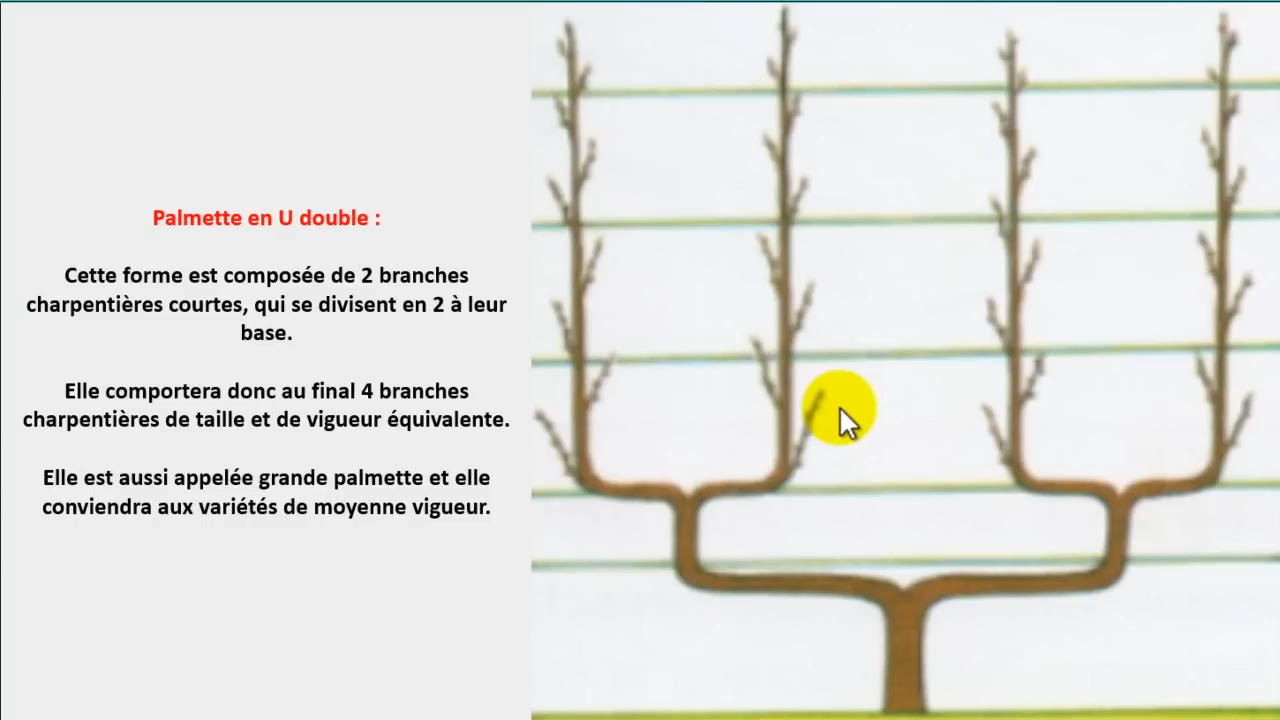 Palmette en U double :
Cette forme est composée de 2 branches
charpentières courtes, qui se divisent en 2 à leur
base.
Elle comportera donc au final 4 branches
charpentières de taille et de vigueur équivalente.
Elle est aussi appelée grande palmette et elle
conviendra aux variétés de moyenne vigueur.